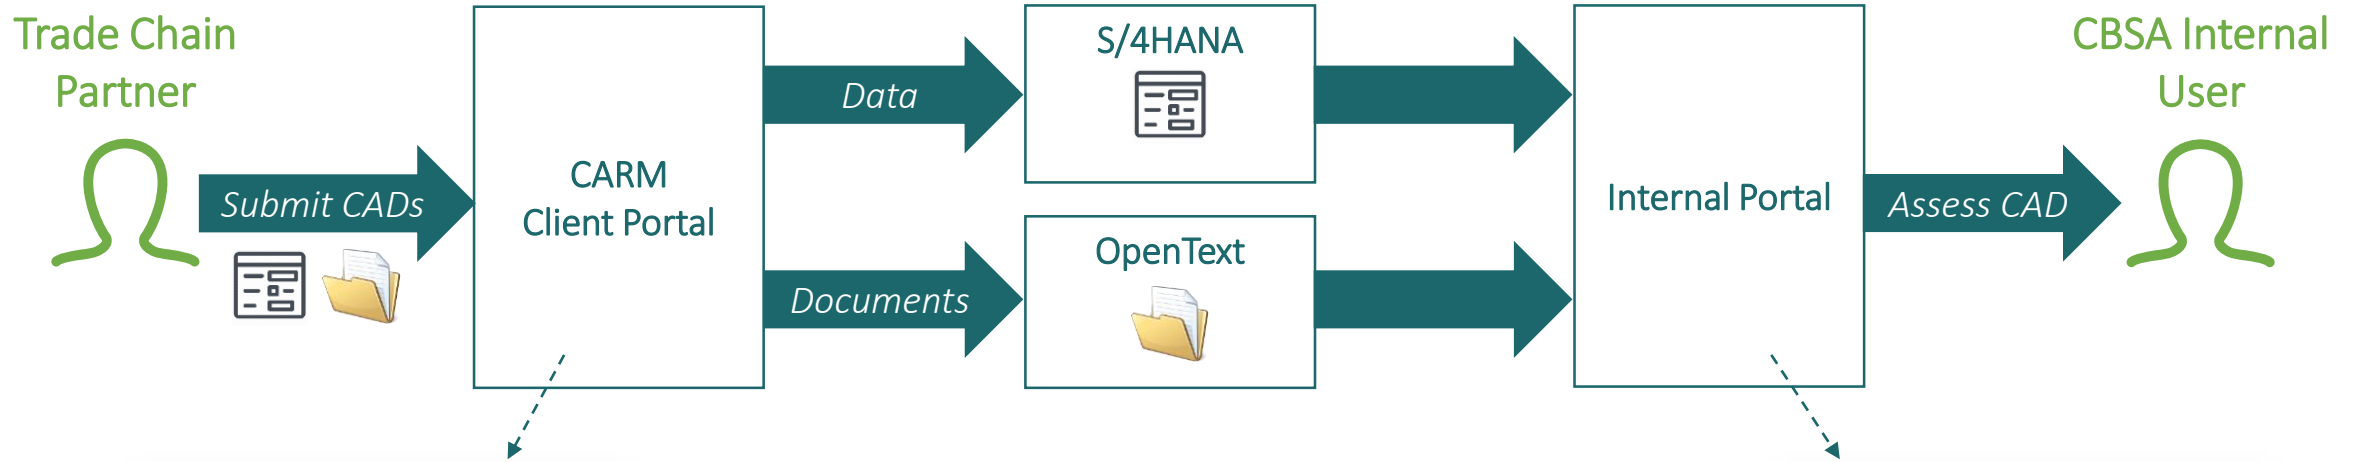 Trade Chain
Partner
Submit CADs
CARM
Client Portal
Data
Documents
S/4HANA
OpenText
Internal Portal
Assess CAD
CBSA Internal
User